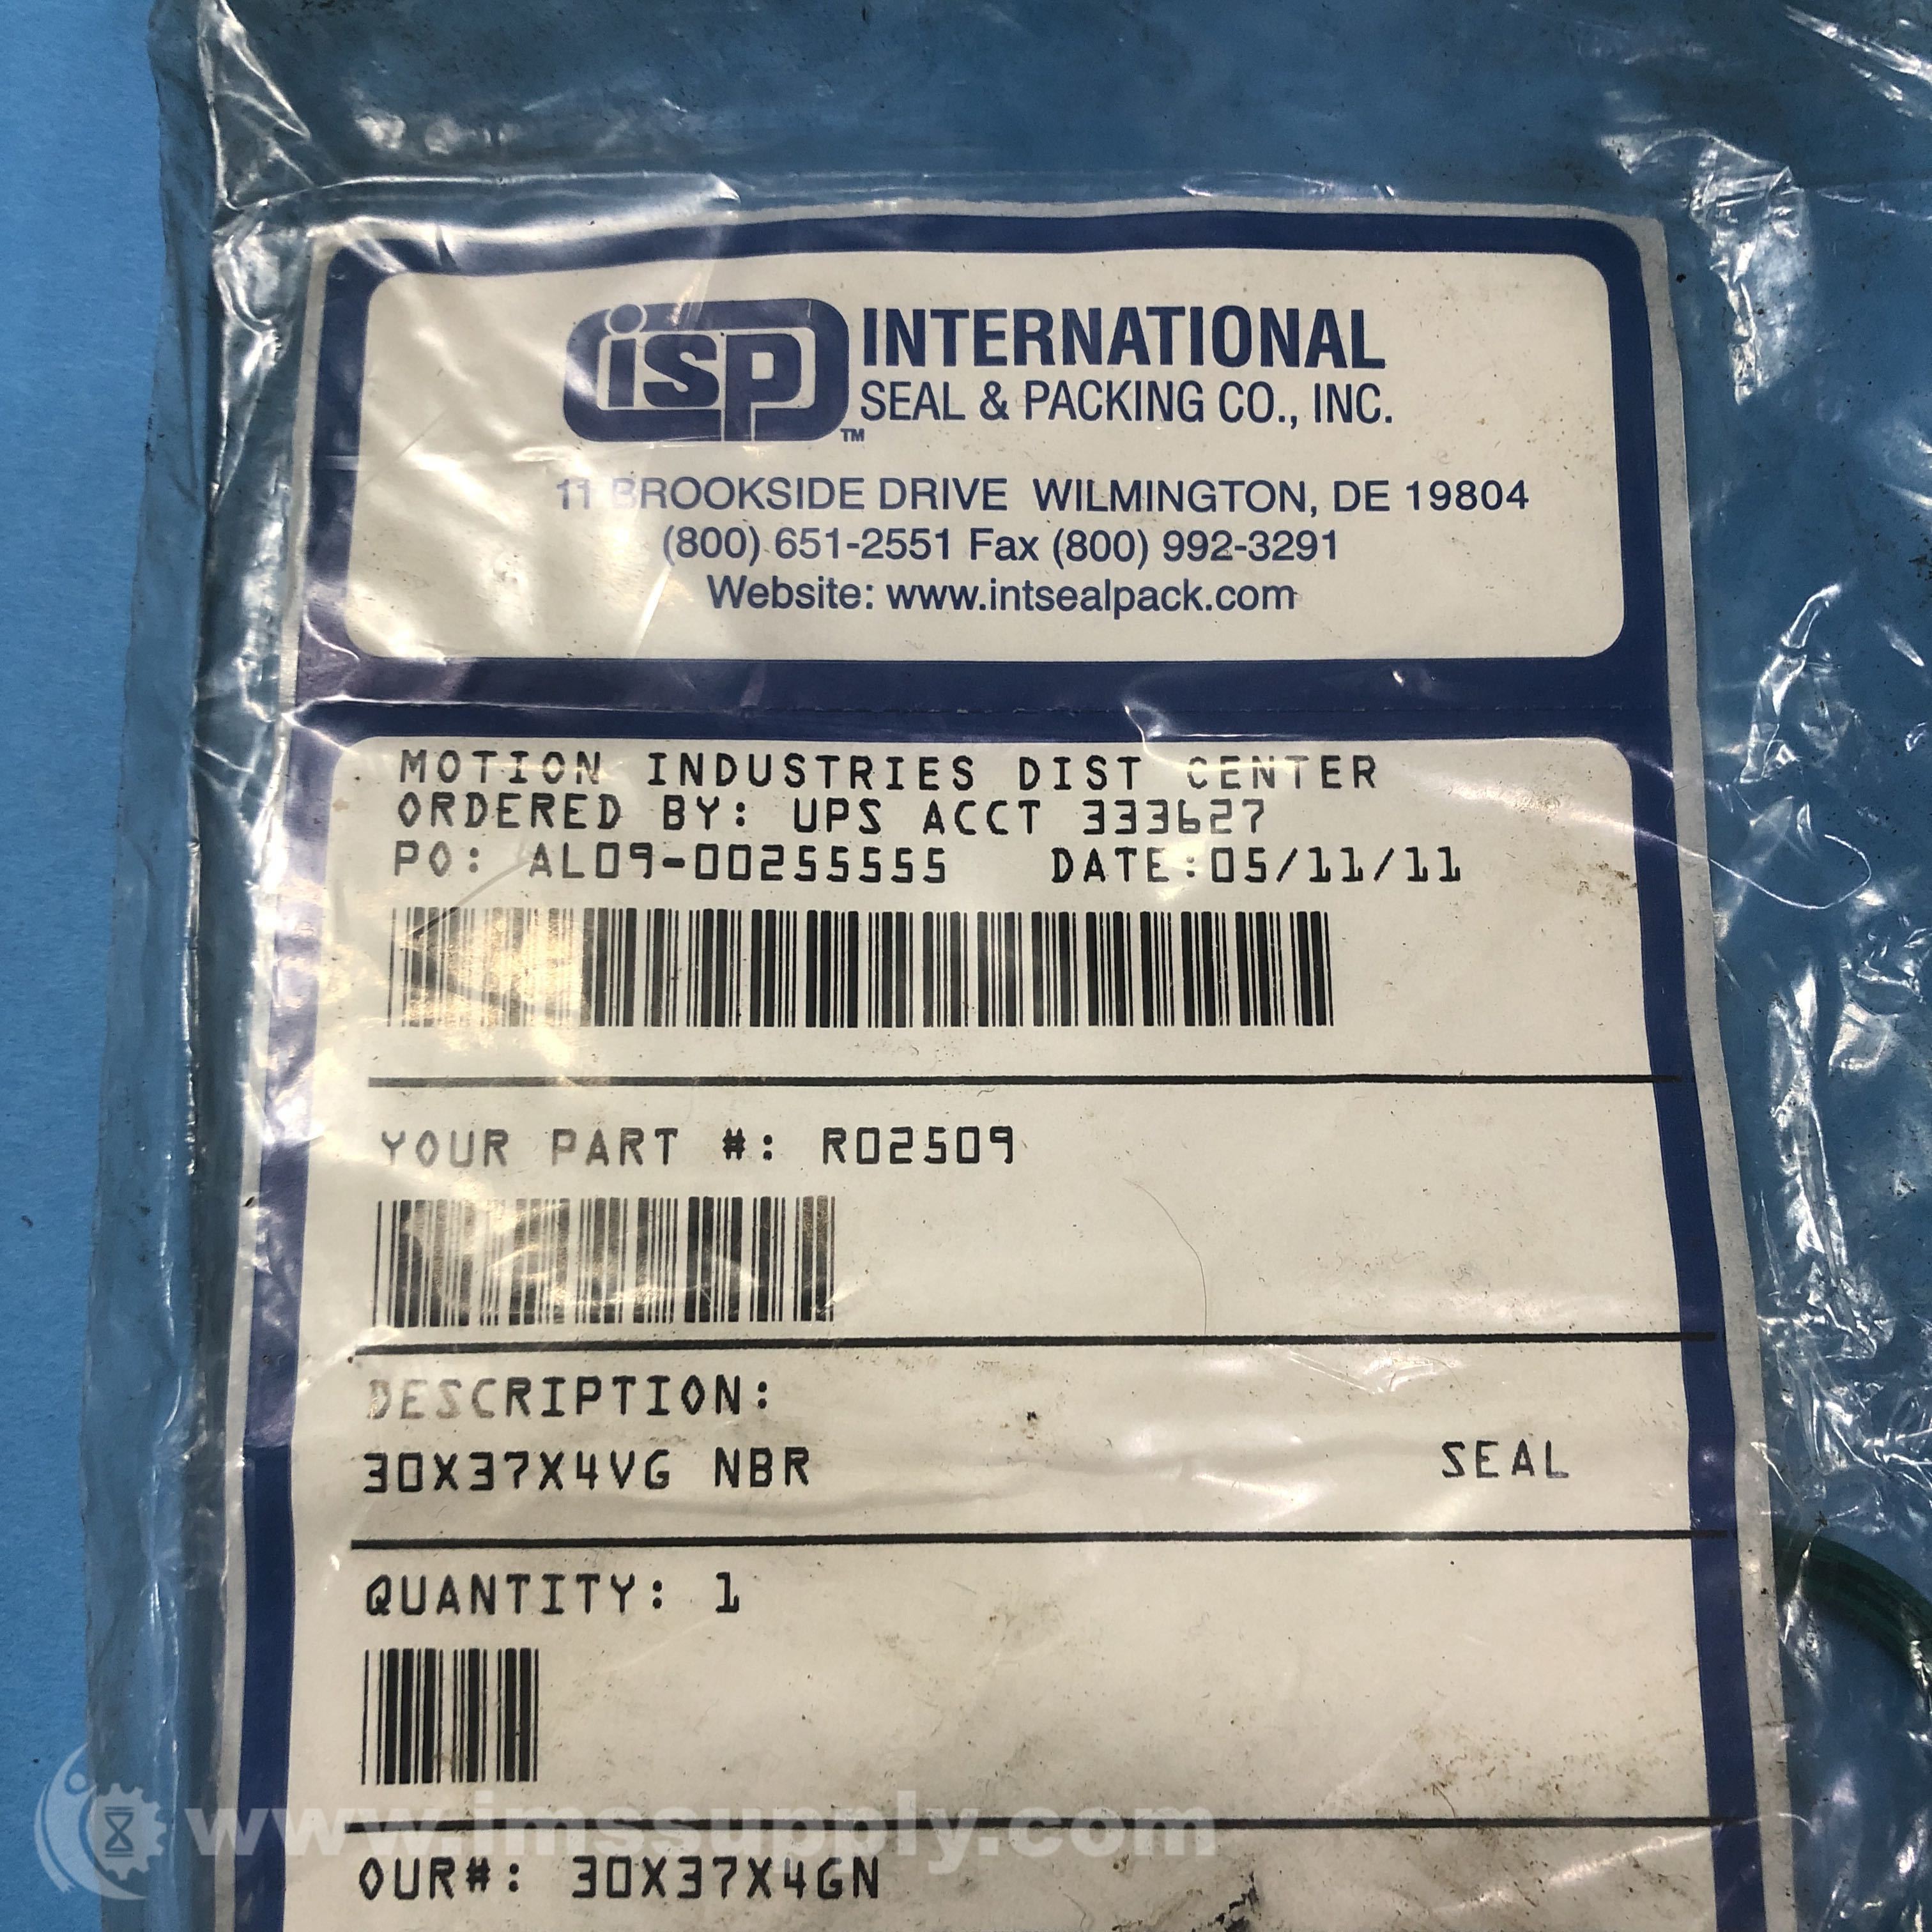 isp INTERNATIONAL
SEAL & PACKING CO., INC.
TM
11 BROOKSIDE DRIVE WILMINGTON, DE 19804
(800) 651-2551 Fax (800) 992-3291
Website: www.intsealpack.com
MOTION INDUSTRIES DIST CENTER
ORDERED BY: UPS ACCT 333627
PO: AL09-00255555 DATE:05/11/11
YOUR PART #: R02509
DESCRIPTION:
30X37X4VG NBR SEAL
QUANTITY: 1
www.imssupply.com
OUR#: 30X37X4GN